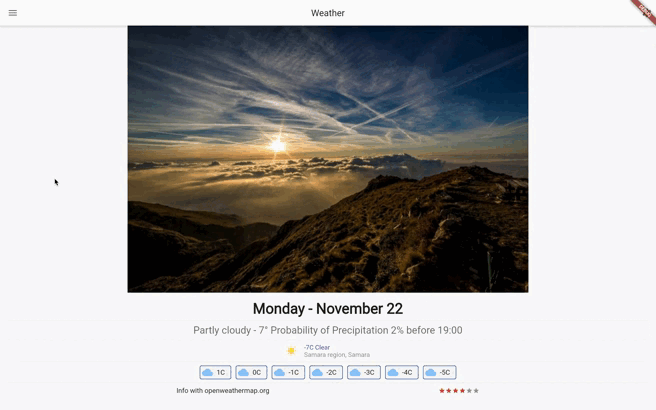 Weather
Monday - November 22
Partly cloudy - 7° Probability of Precipitation 2% before 19:00
-7C Clear
Samara region, Samara
1C 0C -1C -2C -3C -4C -5C
Info with openweathermap.org